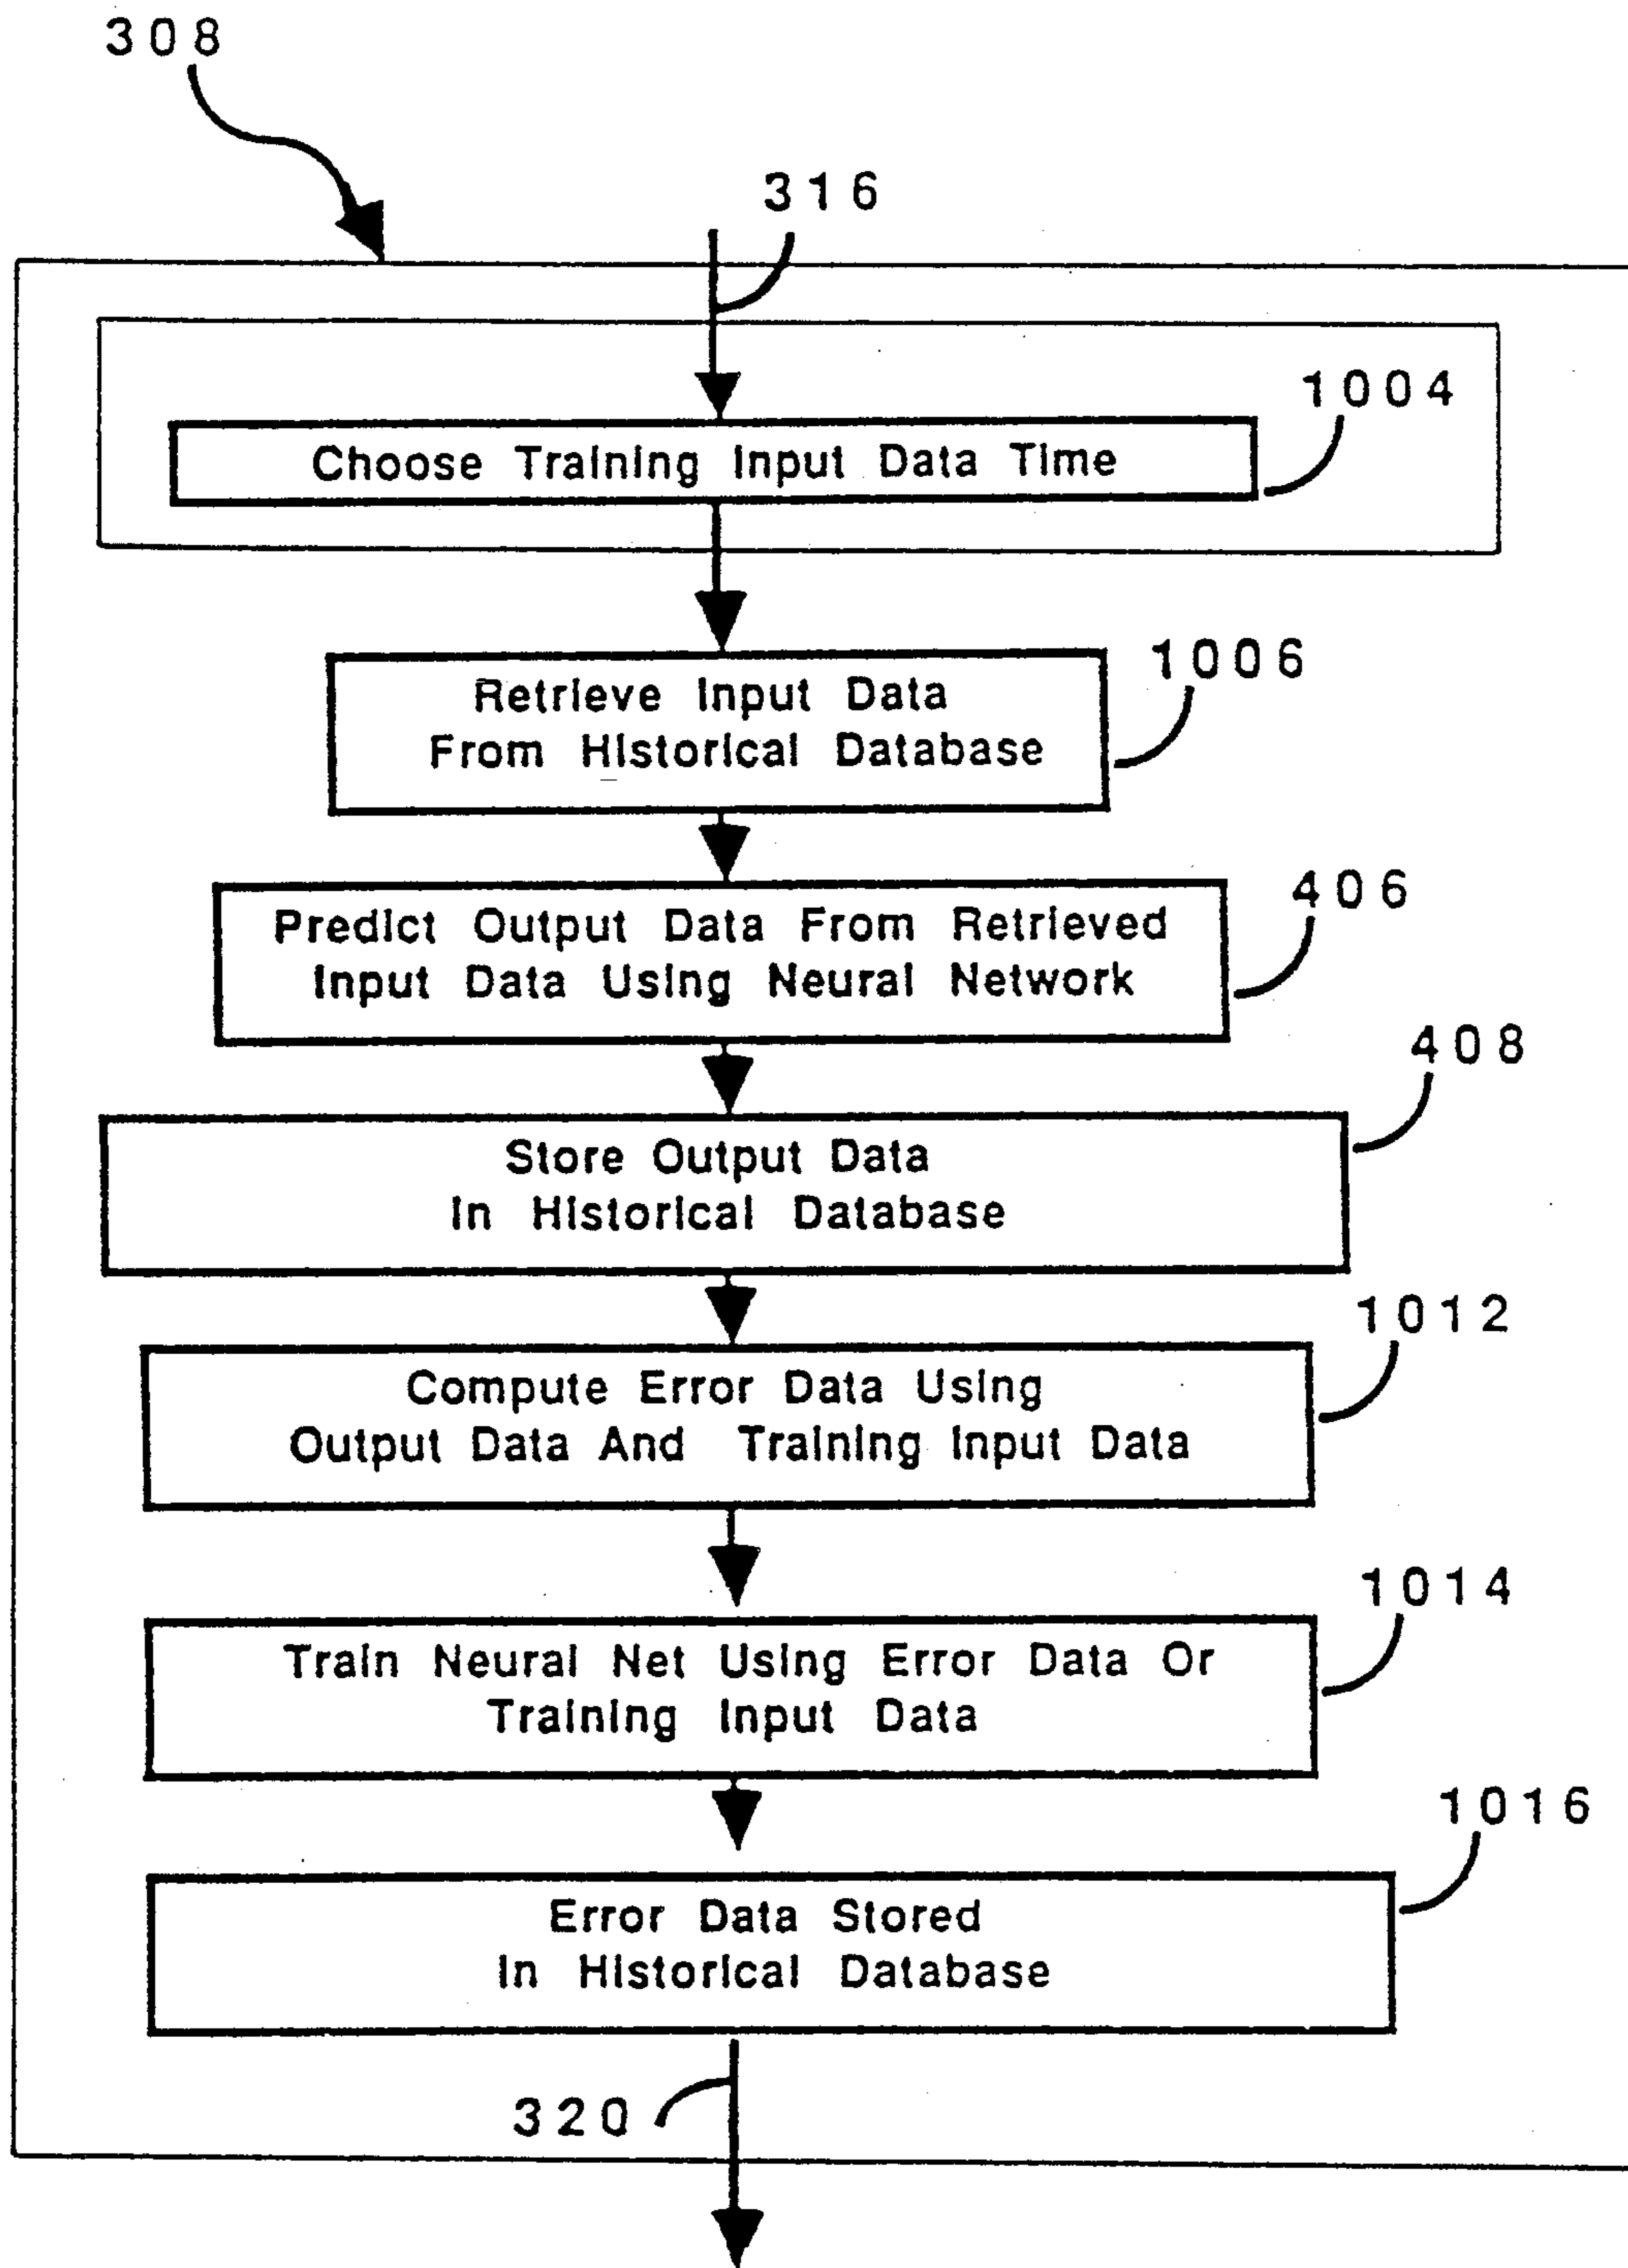 308
316
1004
Choose Training Input Data Time
1006
Retrieve Input Data
From Historical Database
406
Predict Output Data From Retrieved
Input Data Using Neural Network
408
Store Output Data
In Historical Database
1012
Compute Error Data Using
Output Data And Training Input Data
1014
Train Neural Net Using Error Data Or
Training Input Data
1016
Error Data Stored
In Historical Database
320